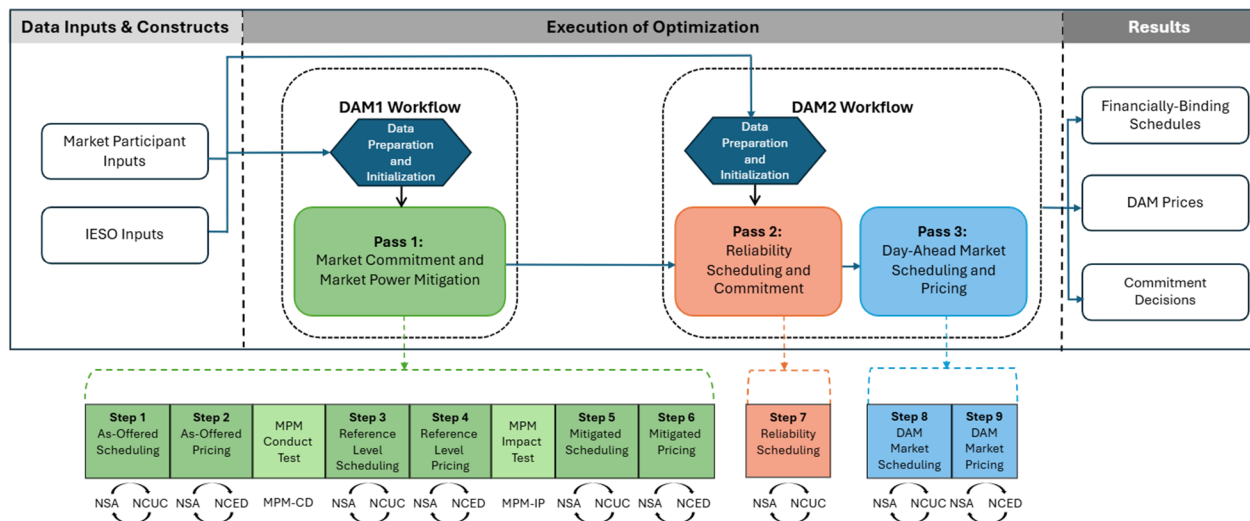 Data Inputs & Constructs
Execution of Optimization
Results
DAM1 Workflow
DAM2 Workflow
Market Participant
Inputs
IESO Inputs
Data
Preparation
and
Initialization
Data
Preparation
and
Initialization
Pass 1:
Market Commitment and
Market Power Mitigation
Pass 2:
Reliability
Scheduling and
Commitment
Pass 3:
Day-Ahead Market
Scheduling and
Pricing
Financially-Binding
Schedules
DAM Prices
Commitment
Decisions
Step 1
As-Offered
Scheduling
Step 2
As-Offered
Pricing
MPM
Conduct
Test
Step 3
Reference
Level
Scheduling
Step 4
Reference
Level
Pricing
MPM
Impact
Test
Step 5
Mitigated
Scheduling
Step 6
Mitigated
Pricing
Step 7
Reliability
Scheduling
Step 8
DAM
Market
Scheduling
Step 9
DAM
Market
Pricing
NSA NCUC
NSA NCED
MPM-CD
NSA NCUC
NSA NCED
MPM-IP
NSA NCUC
NSA NCED
NSA NCUC
NSA NCUC
NSA NCED